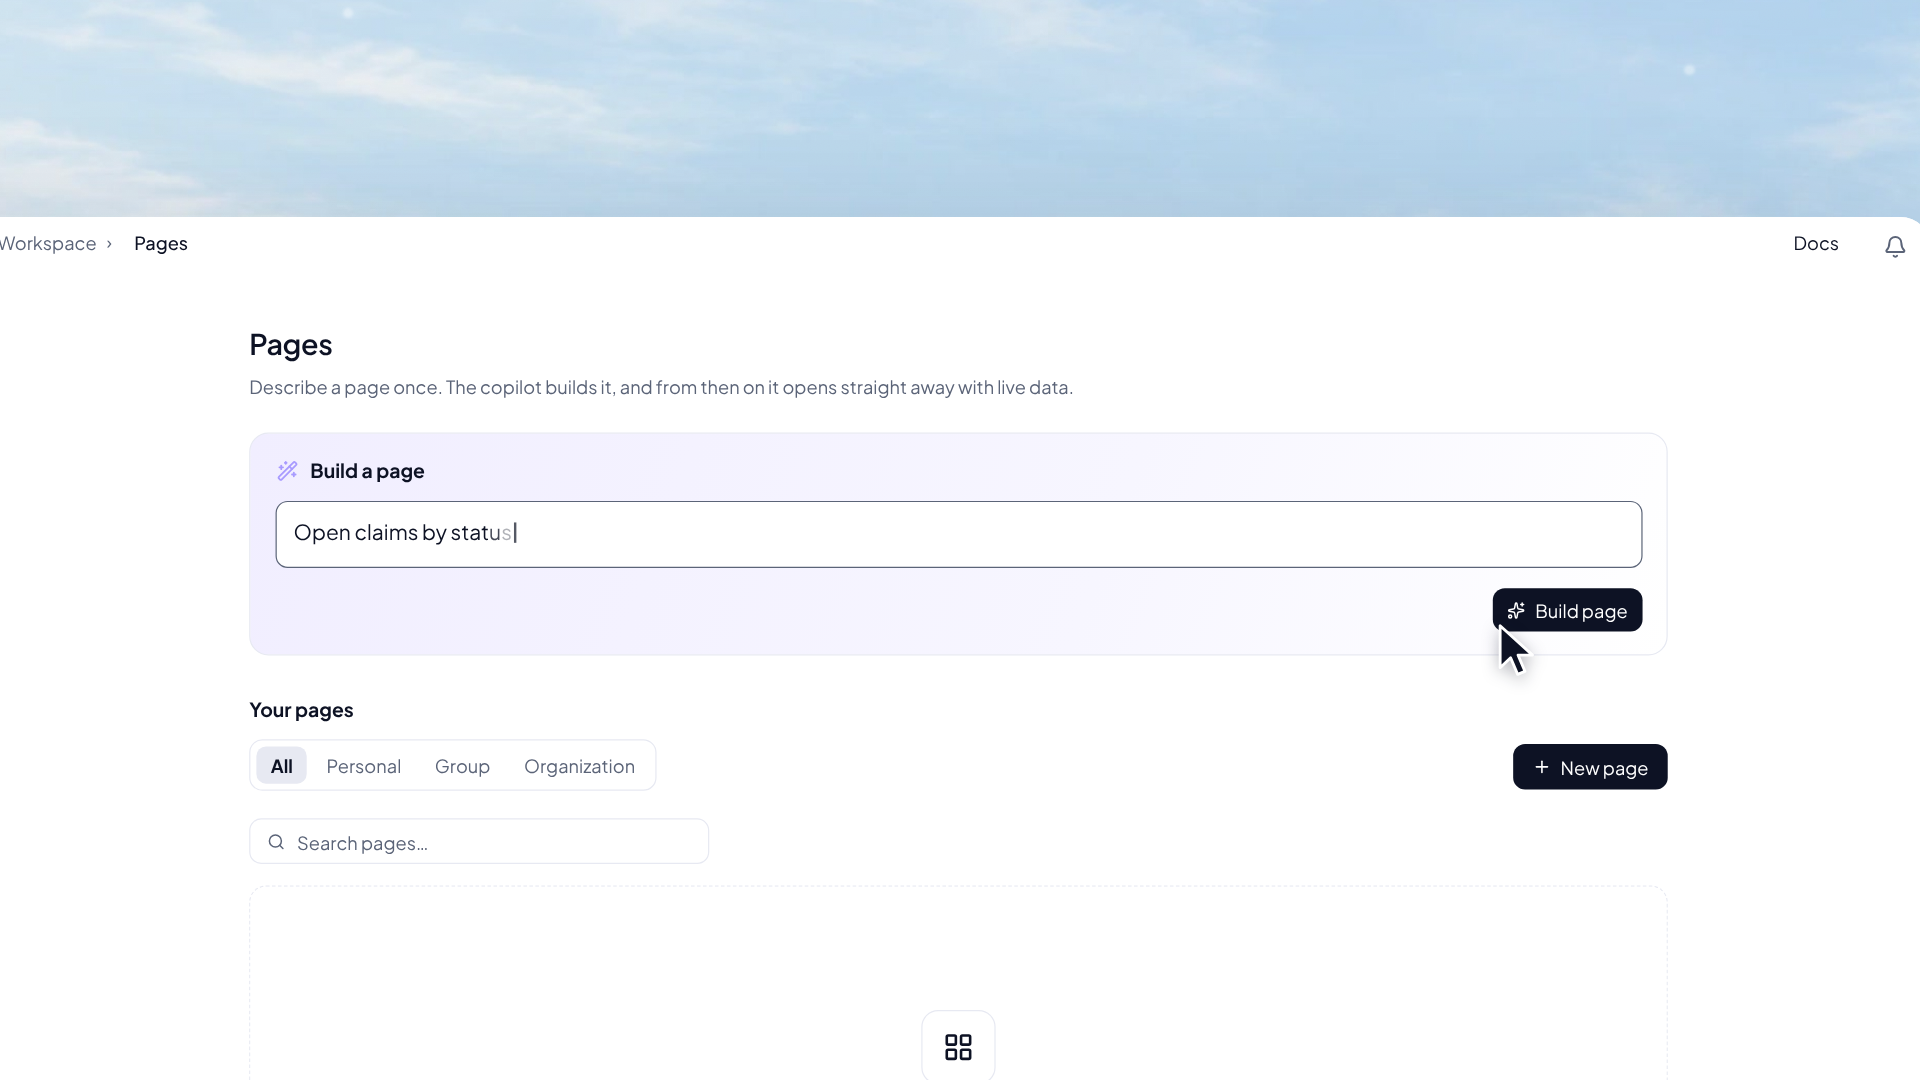 Workspace › Pages
Docs
Pages
Describe a page once. The copilot builds it, and from then on it opens straight away with live data.
Build a page
Open claims by status
Build page
Your pages
All Personal Group Organization
New page
Search pages...